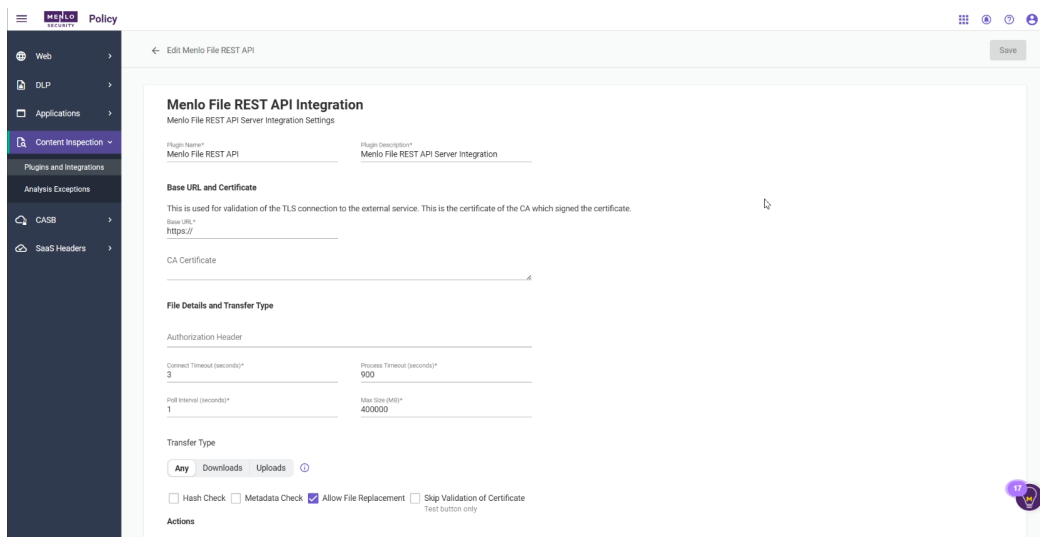 MENLO
SECURITY
Policy
Web
DLP
Applications
Content Inspection
Plugins and Integrations
Analysis Exceptions
CASB
SaaS Headers
Edit Menlo File REST API
Save
Menlo File REST API Integration
Menlo File REST API Server Integration Settings
Plugin Name*
Menlo File REST API
Plugin Description*
Menlo File REST API Server Integration
Base URL and Certificate
This is used for validation of the TLS connection to the external service. This is the certificate of the CA which signed the certificate.
Base URL*
https://
CA Certificate
File Details and Transfer Type
Authorization Header
Connect Timeout (seconds)*
3
Process Timeout (seconds)*
900
Poll Interval (seconds)*
1
Max Size (MB)*
400000
Transfer Type
Any Downloads Uploads
Hash Check Metadata Check Allow File Replacement Skip Validation of Certificate
Test button only
Actions
17
M